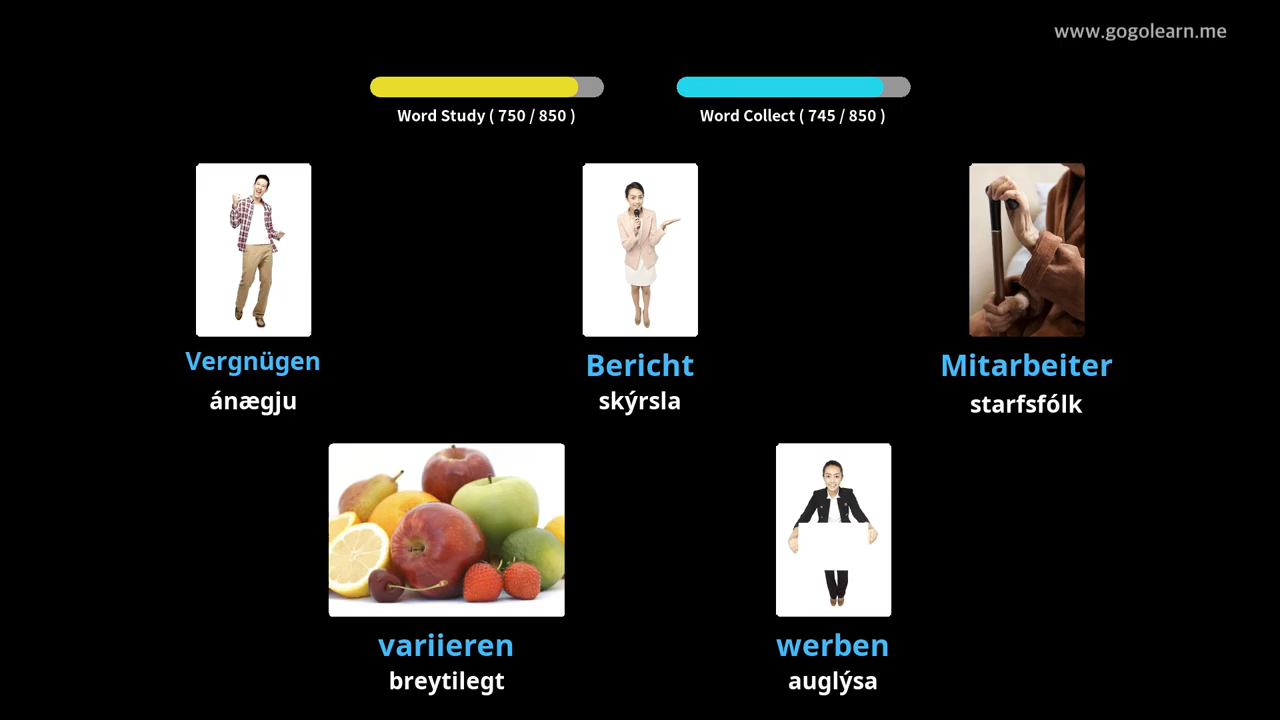 www.gogolearn.me
Word Study ( 750 / 850 )
Word Collect ( 745 / 850 )
Vergnügen
ánægju
Bericht
skýrsla
Mitarbeiter
starfsfólk
variieren
breytilegt
werben
auglýsa